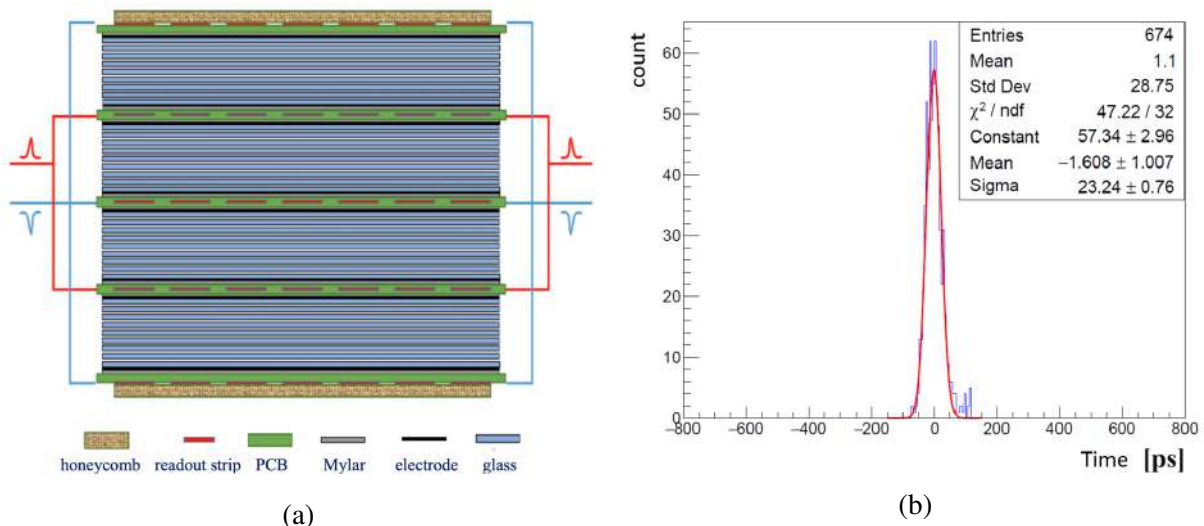 honeycomb readout strip PCB Mylar electrode glass
(a)
count
Entries 674
Mean 1.1
Std Dev 28.75
χ² / ndf 47.22 / 32
Constant 57.34 ± 2.96
Mean −1.608 ± 1.007
Sigma 23.24 ± 0.76
60
50
40
30
20
10
0
−800 −600 −400 −200 0 200 400 600 800
Time [ps]
(b)